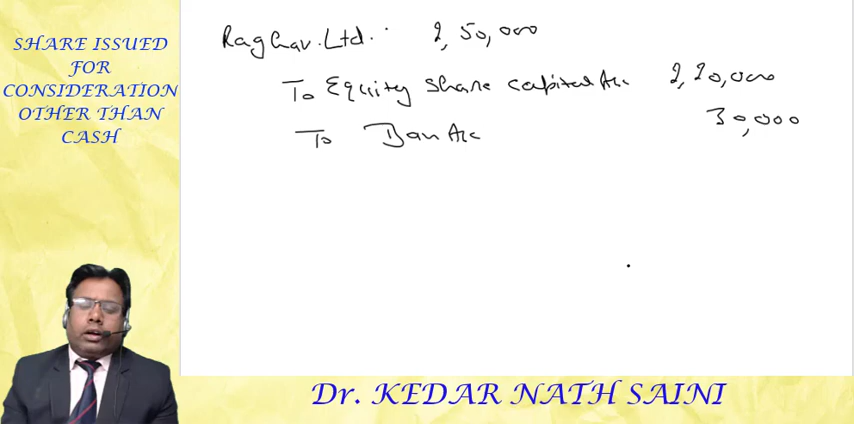 SHARE ISSUED
FOR
CONSIDERATION
OTHER THAN
CASH
Raghav. Ltd. 2,50,000
To Equity share capital A/c 2,20,000
To Ban A/c 30,000
Dr. KEDAR NATH SAINI